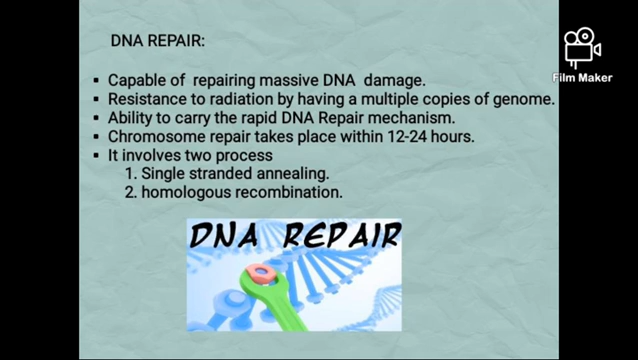 DNA REPAIR:
▪ Capable of repairing massive DNA damage.
▪ Resistance to radiation by having a multiple copies of genome.
▪ Ability to carry the rapid DNA Repair mechanism.
▪ Chromosome repair takes place within 12-24 hours.
▪ It involves two process
1. Single stranded annealing.
2. homologous recombination.
DNA REPAIR
Film Maker